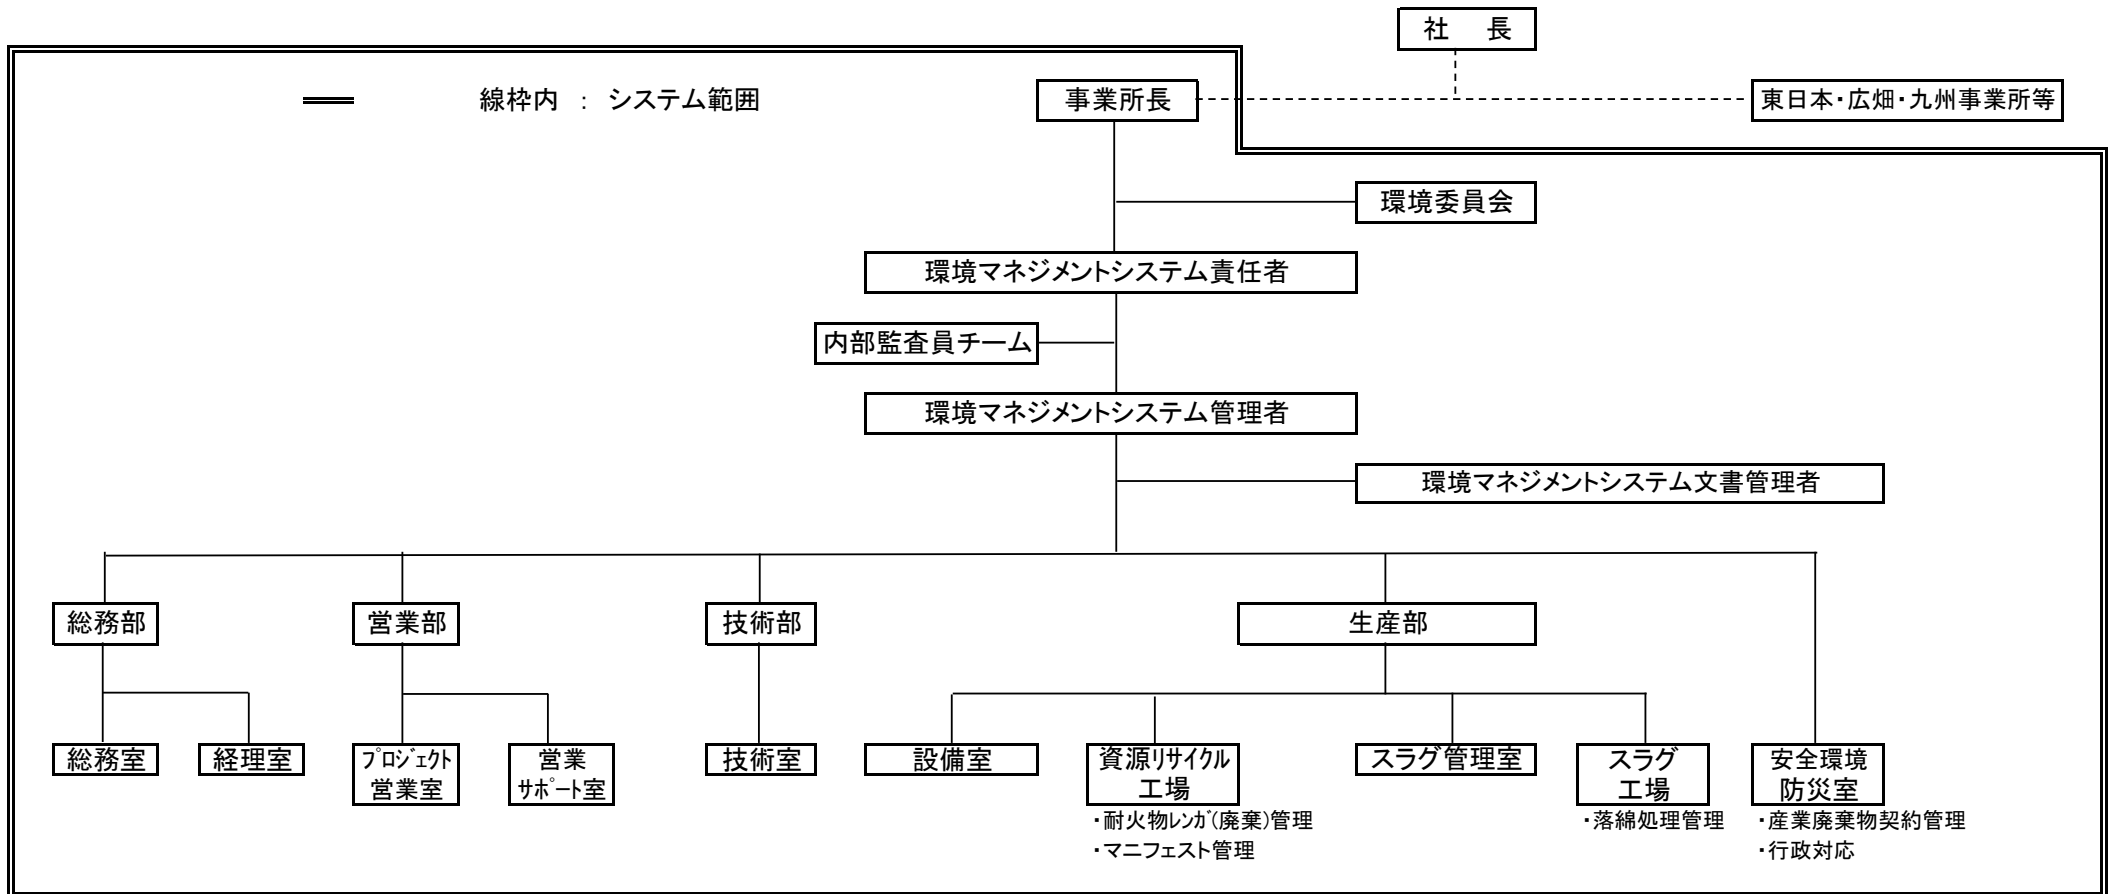 社　長
線枠内 ： システム範囲
事業所長
東日本・広畑・九州事業所等
環境委員会
環境マネジメントシステム責任者
内部監査員チーム
環境マネジメントシステム管理者
環境マネジメントシステム文書管理者
総務部
営業部
技術部
生産部
総務室
経理室
ﾌﾟﾛｼﾞｪｸﾄ
営業室
営業
ｻﾎﾟｰﾄ室
技術室
設備室
資源ﾘｻｲｸﾙ
工場
・耐火物ﾚﾝｶﾞ(廃棄)管理
・マニフェスト管理
スラグ管理室
スラグ
工場
・落綿処理管理
安全環境
防災室
・産業廃棄物契約管理
・行政対応